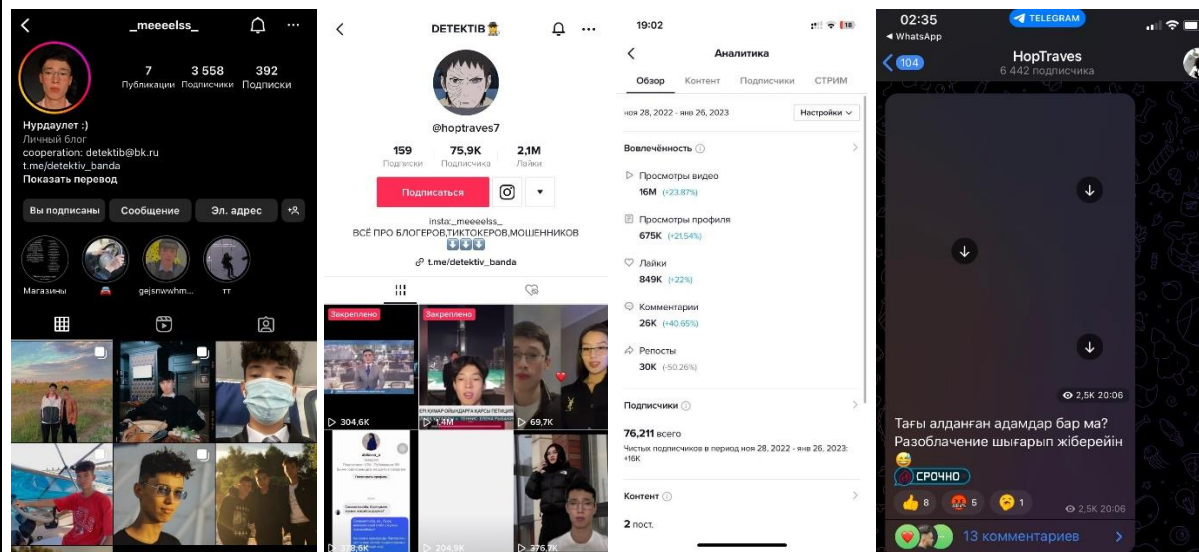 _meeeelss_
7
3 558
392
Публикации
Подписчики
Подписки
Нурдаулет :)
Личный блог
cooperation: detektib@bk.ru
t.me/detektiv_banda
Показать перевод
Вы подписаны
Сообщение
Эл. адрес
Магазины
gejsnwwhm...
тт
DETEKTIB
@hoptraves7
159
75,9K
2,1M
Подписки
Подписчика
Лайки
Подписаться
insta:_meeeelss_
ВСЁ ПРО БЛОГЕРОВ,ТИКТОКЕРОВ,МОШЕННИКОВ
t.me/detektiv_banda
Закреплено
Закреплено
304,6K
1,4M
69,7K
378,6K
204,9K
376,7K
19:02
18
Аналитика
Обзор
Контент
Подписчики
СТРИМ
ноя 28, 2022 - янв 26, 2023
Настройки
Вовлечённость
Просмотры видео
16M (+23.87%)
Просмотры профиля
675K (+21.54%)
Лайки
849K (+22%)
Комментарии
26K (+40.65%)
Репосты
30K (-50.26%)
Подписчики
76,211 всего
Чистых подписчиков в период ноя 28, 2022 - янв 26, 2023:
+16K
Контент
2 пост.
02:35
TELEGRAM
WhatsApp
104
HopTraves
6 442 подписчика
2,5K 20:06
Тағы алданған адамдар бар ма?
Разоблачение шығарып жіберейін
СРОЧНО
8
5
1
2,5K 20:06
13 комментариев